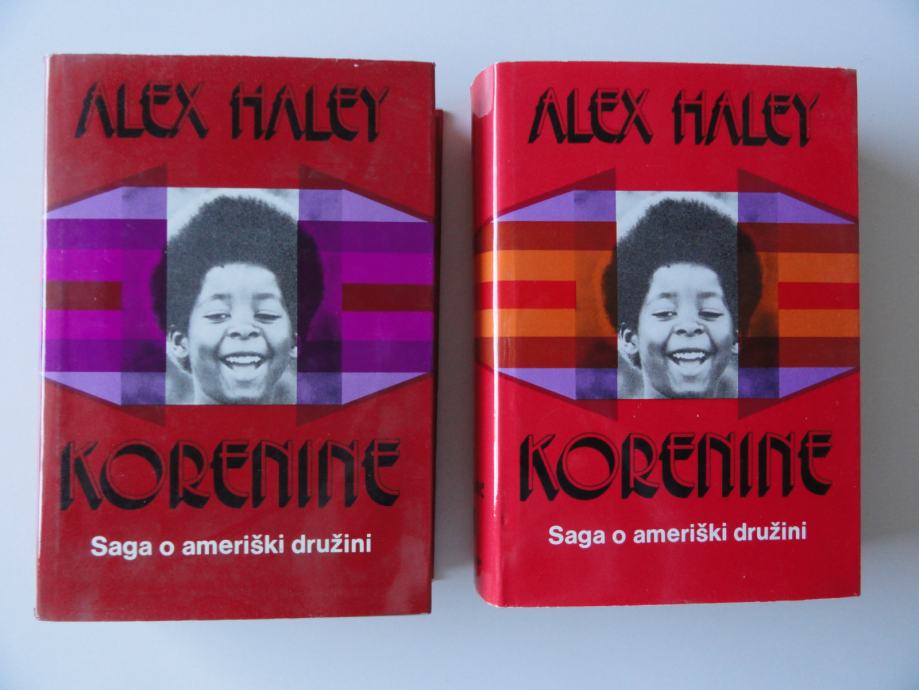 ALEX HALEY
KORENINE
Saga o ameriški družini
ALEX HALEY
KORENINE
Saga o ameriški družini